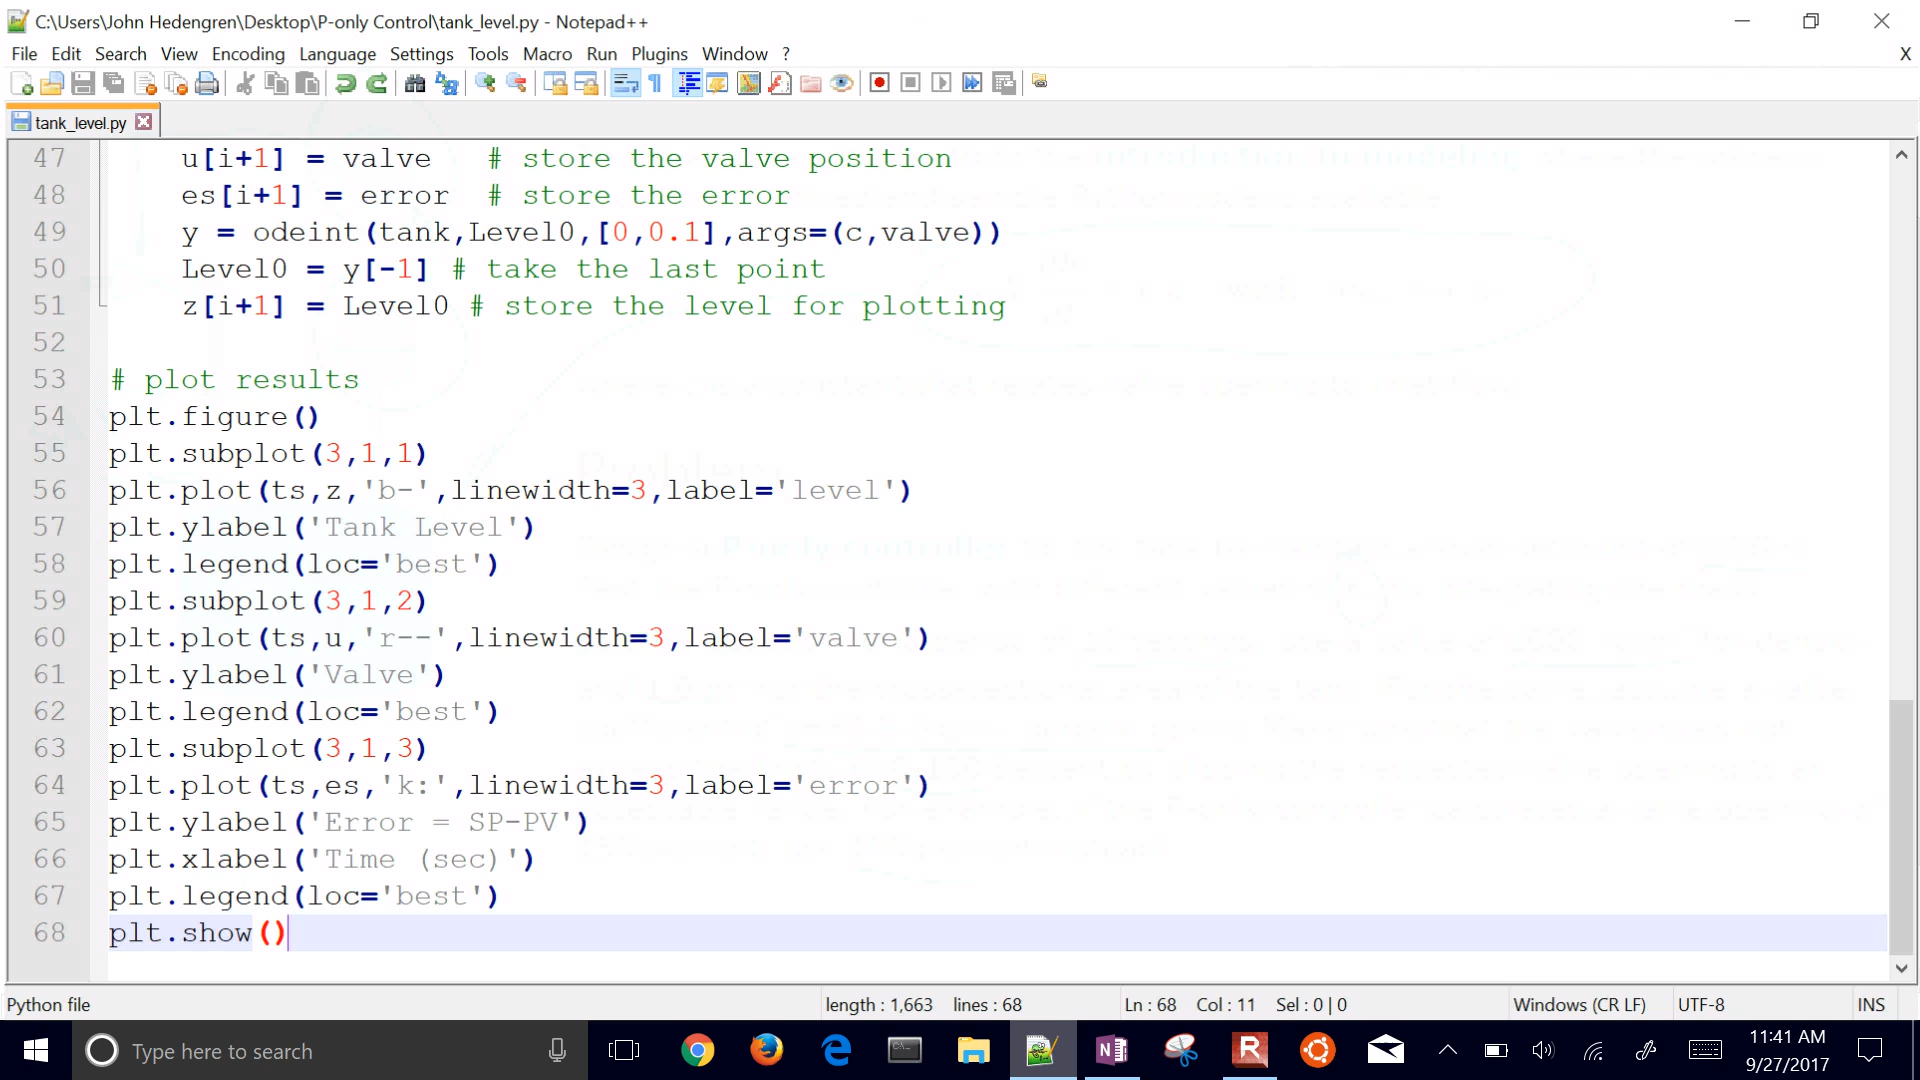 C:\Users\John Hedengren\Desktop\P-only Control\tank_level.py - Notepad++
File Edit Search View Encoding Language Settings Tools Macro Run Plugins Window ? X
tank_level.py
47 u[i+1] = valve # store the valve position
48 es[i+1] = error # store the error
49 y = odeint(tank,Level0,[0,0.1],args=(c,valve))
50 Level0 = y[-1] # take the last point
51 z[i+1] = Level0 # store the level for plotting
52
53 # plot results
54 plt.figure()
55 plt.subplot(3,1,1)
56 plt.plot(ts,z,'b-',linewidth=3,label='level')
57 plt.ylabel('Tank Level')
58 plt.legend(loc='best')
59 plt.subplot(3,1,2)
60 plt.plot(ts,u,'r--',linewidth=3,label='valve')
61 plt.ylabel('Valve')
62 plt.legend(loc='best')
63 plt.subplot(3,1,3)
64 plt.plot(ts,es,'k:',linewidth=3,label='error')
65 plt.ylabel('Error = SP-PV')
66 plt.xlabel('Time (sec)')
67 plt.legend(loc='best')
68 plt.show()
Python file length : 1,663 lines : 68 Ln : 68 Col : 11 Sel : 0 | 0 Windows (CR LF) UTF-8 INS
Type here to search
11:41 AM
9/27/2017